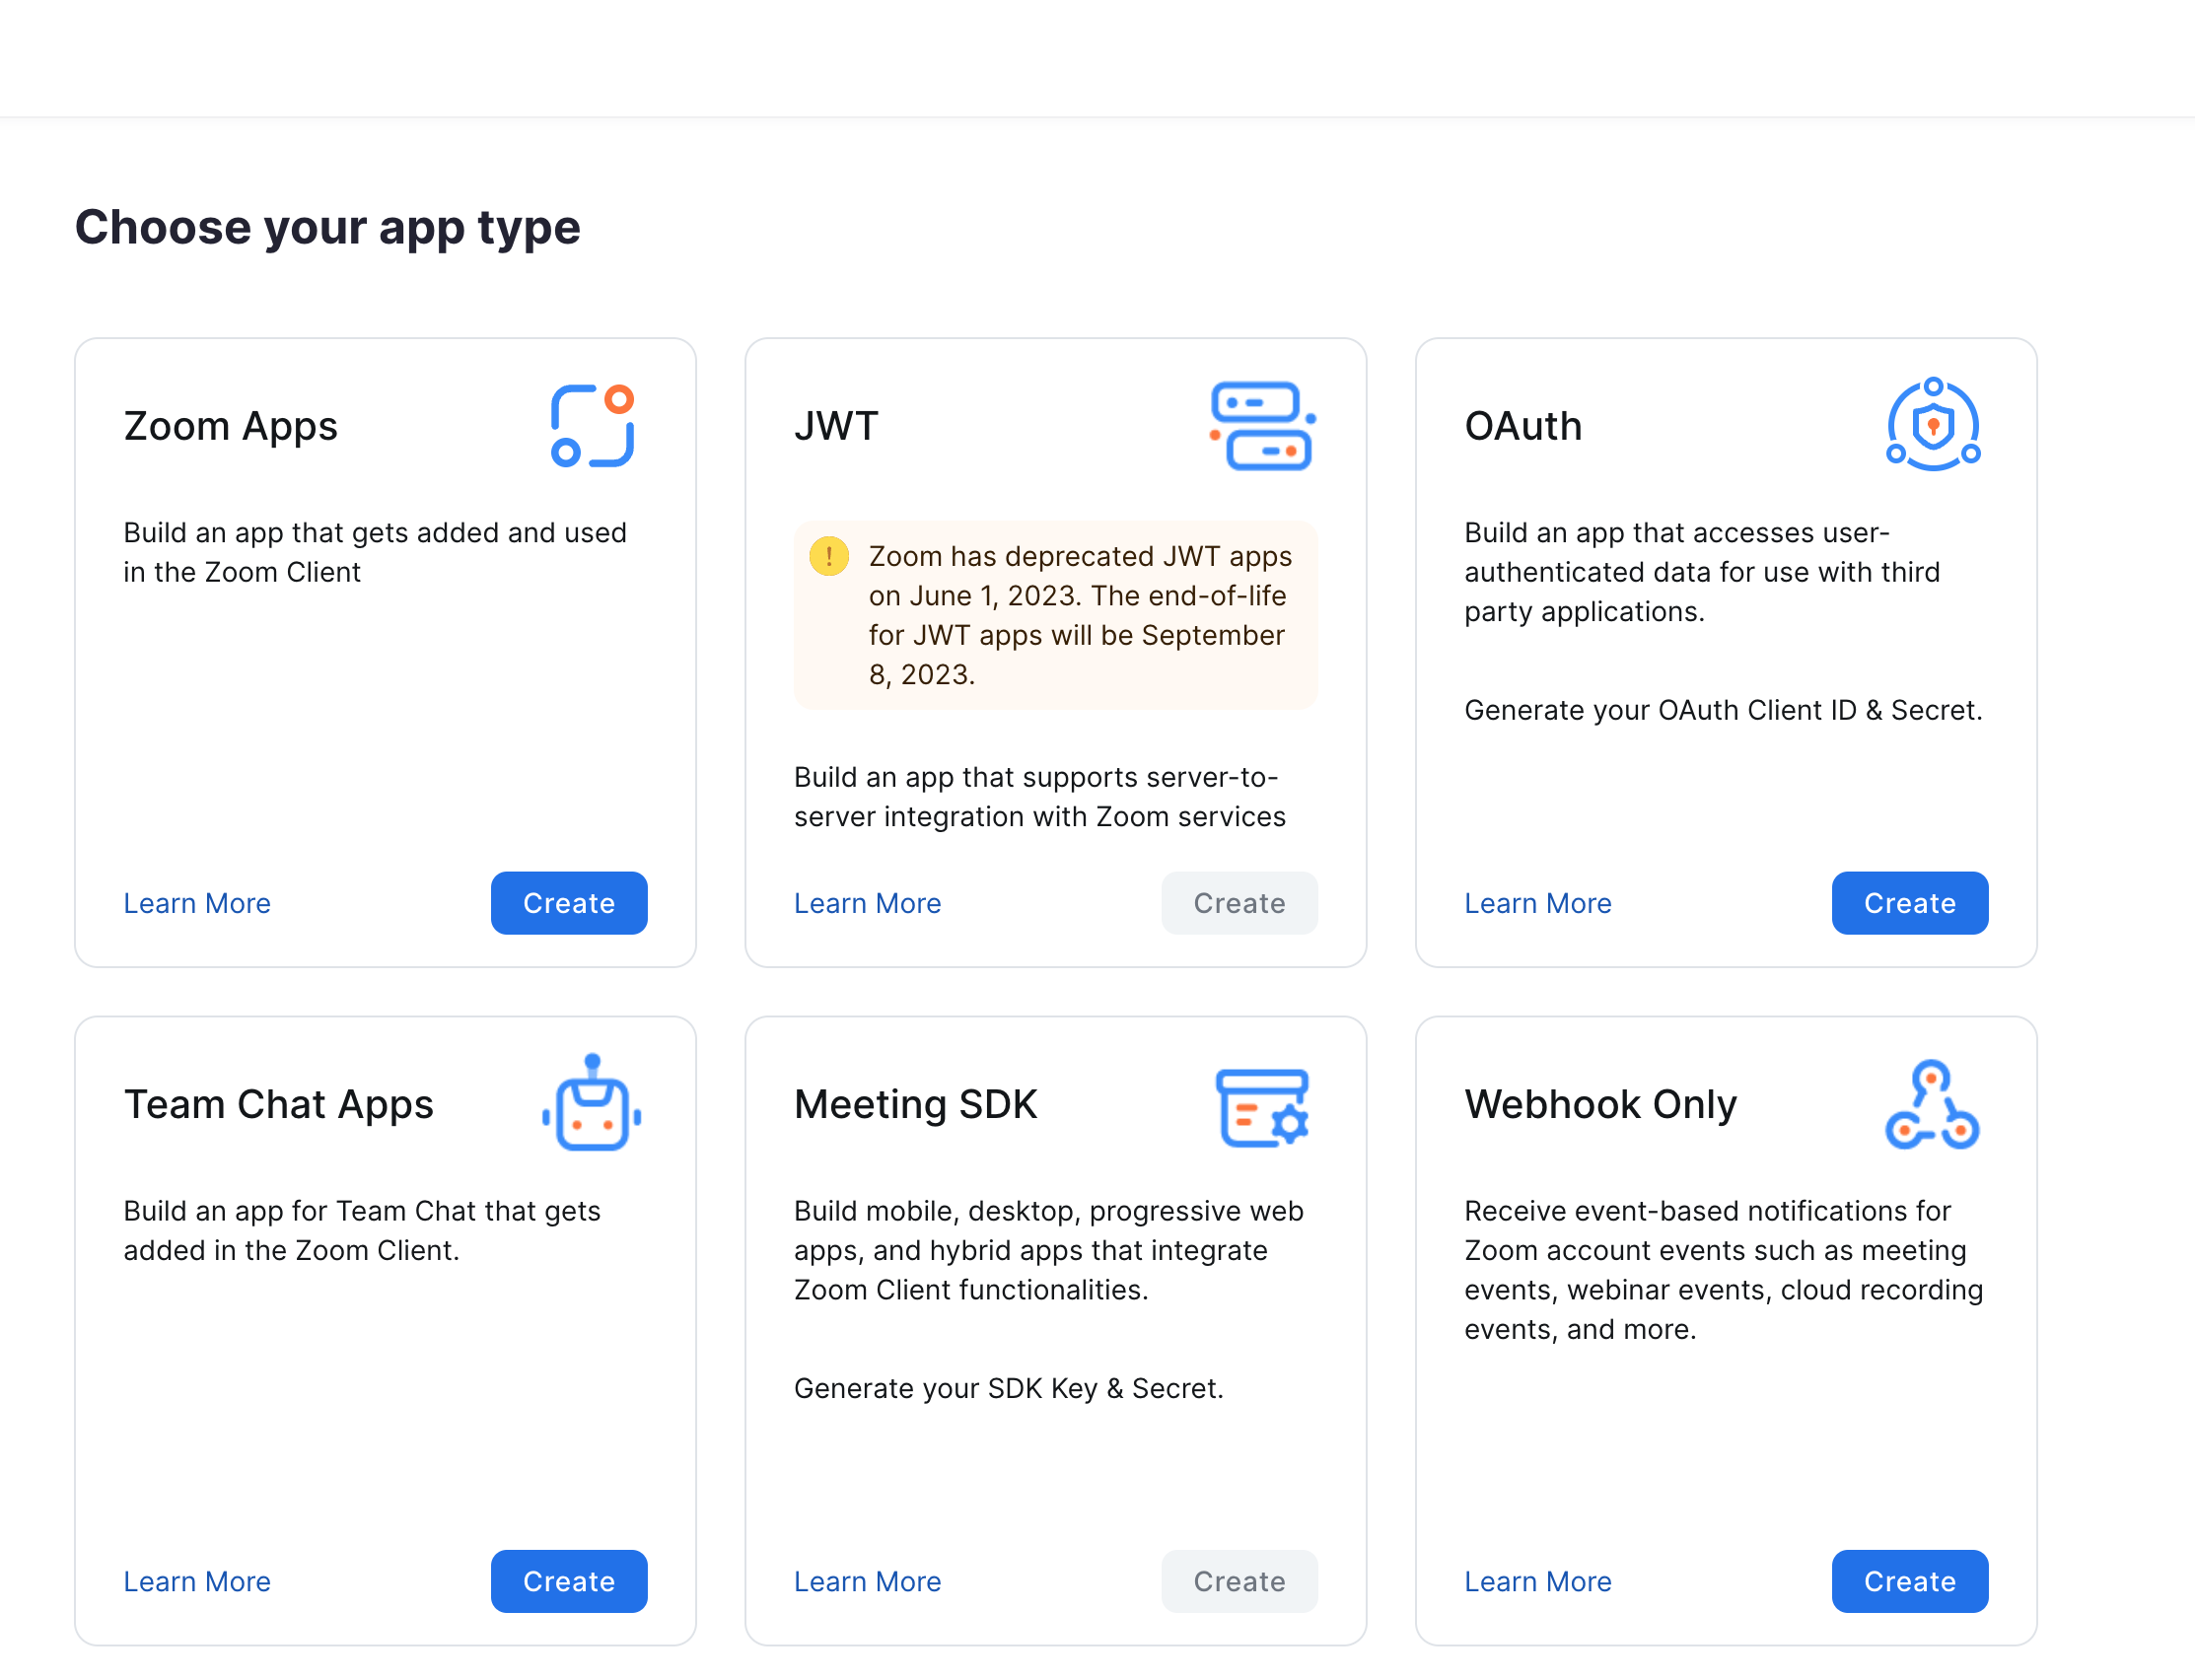 Choose your app type
Zoom Apps
Build an app that gets added and used
in the Zoom Client
Learn More
Create
JWT
! Zoom has deprecated JWT apps
on June 1, 2023. The end-of-life
for JWT apps will be September
8, 2023.
Build an app that supports server-to-
server integration with Zoom services
Learn More
Create
OAuth
Build an app that accesses user-
authenticated data for use with third
party applications.
Generate your OAuth Client ID & Secret.
Learn More
Create
Team Chat Apps
Build an app for Team Chat that gets
added in the Zoom Client.
Learn More
Create
Meeting SDK
Build mobile, desktop, progressive web
apps, and hybrid apps that integrate
Zoom Client functionalities.
Generate your SDK Key & Secret.
Learn More
Create
Webhook Only
Receive event-based notifications for
Zoom account events such as meeting
events, webinar events, cloud recording
events, and more.
Learn More
Create